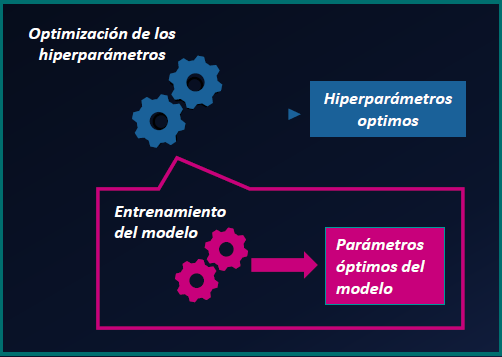 Optimización de los
hiperparámetros
Hiperparámetros
optimos
Entrenamiento
del modelo
Parámetros
óptimos del
modelo